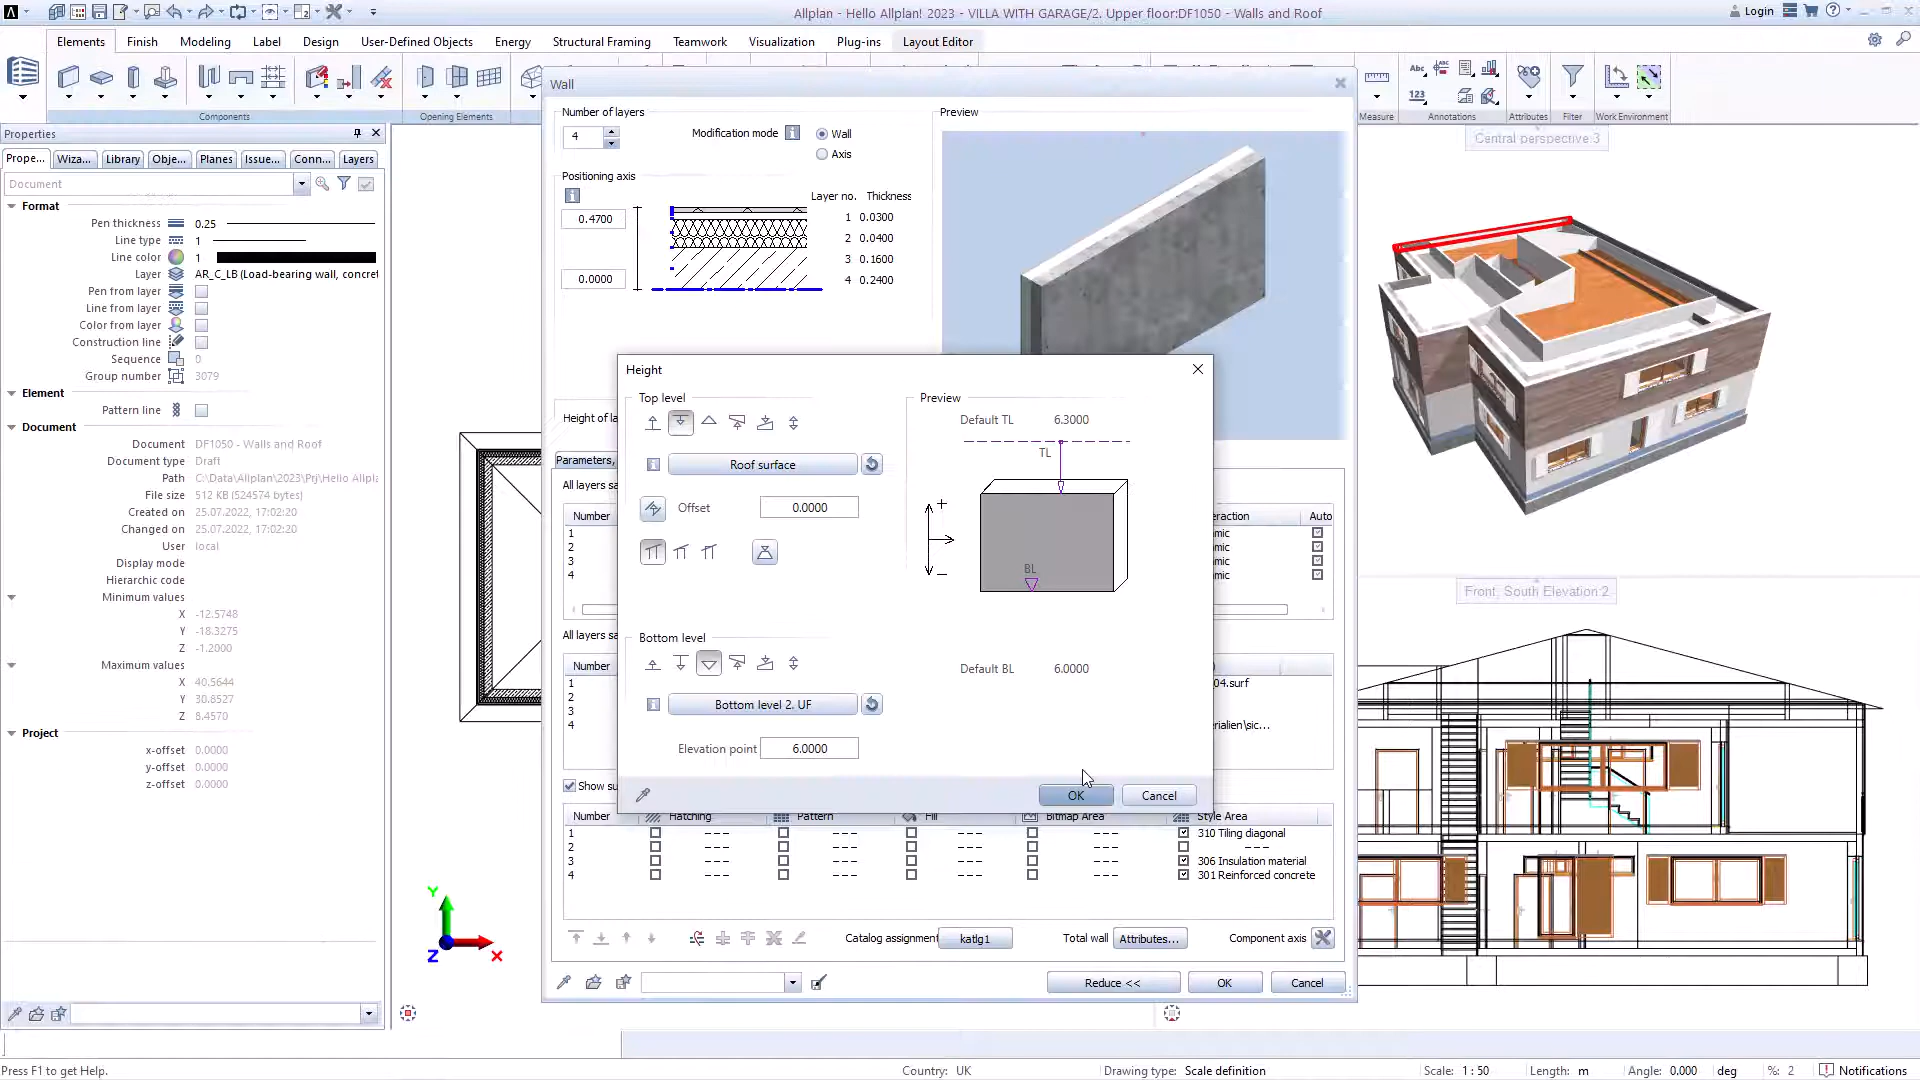 Allplan - Hello Allplan! 2023 - VILLA WITH GARAGE/2. Upper floor:DF1050 - Walls and Roof
Login
Elements Finish Modeling Label Design User-Defined Objects Energy Structural Framing Teamwork Visualization Plug-ins Layout Editor
Components
Opening Elements
Measure
Annotations
Attributes
Filter
Work Environment
Abc
Abc
123
Properties
Prope... Wiza... Library Obje... Planes Issue... Conn... Layers
Document
Format
Pen thickness 0.25
Line type 1
Line color 1
Layer AR_C_LB (Load-bearing wall, concret
Pen from layer
Line from layer
Color from layer
Construction line
Sequence 0
Group number 3079
Element
Pattern line
Document
Document DF1050 - Walls and Roof
Document type Draft
Path C:\Data\Allplan\2023\Prj\Hello Allpla
File size 512 KB (524574 bytes)
Created on 25.07.2022, 17:02:20
Changed on 25.07.2022, 17:02:20
User local
Display mode
Hierarchic code
Minimum values
X -12.5748
Y -18.3275
Z -1.2000
Maximum values
X 40.5644
Y 30.8527
Z 8.4570
Project
x-offset 0.0000
y-offset 0.0000
z-offset 0.0000
Y
Z
X
Wall
Number of layers
4
Modification mode
Wall
Axis
Positioning axis
0.4700
0.0000
Layer no. Thickness
1 0.0300
2 0.0400
3 0.1600
4 0.2400
Preview
Height of la
Parameters,
All layers sa
Number
1
2
3
4
eraction Auto
mic
mic
mic
mic
All layers sa
Number
1
2
3
4
04.surf
erialien\sic...
Show su
Height
Top level
Roof surface
Offset 0.0000
Bottom level
Bottom level 2. UF
Elevation point 6.0000
Preview
Default TL 6.3000
TL
+
−
BL
Default BL 6.0000
OK Cancel
Number Hatching Pattern Fill Bitmap Area Style Area
1 --- --- --- --- 310 Tiling diagonal
2 --- --- --- --- ---
3 --- --- --- --- 306 Insulation material
4 --- --- --- --- 301 Reinforced concrete
Catalog assignment katlg1
Total wall Attributes...
Component axis
Reduce << OK Cancel
Central perspective 3
Front, South Elevation 2
Press F1 to get Help.
Country: UK
Drawing type: Scale definition
Scale: 1 : 50
Length: m
Angle: 0.000 deg
%: 2
Notifications